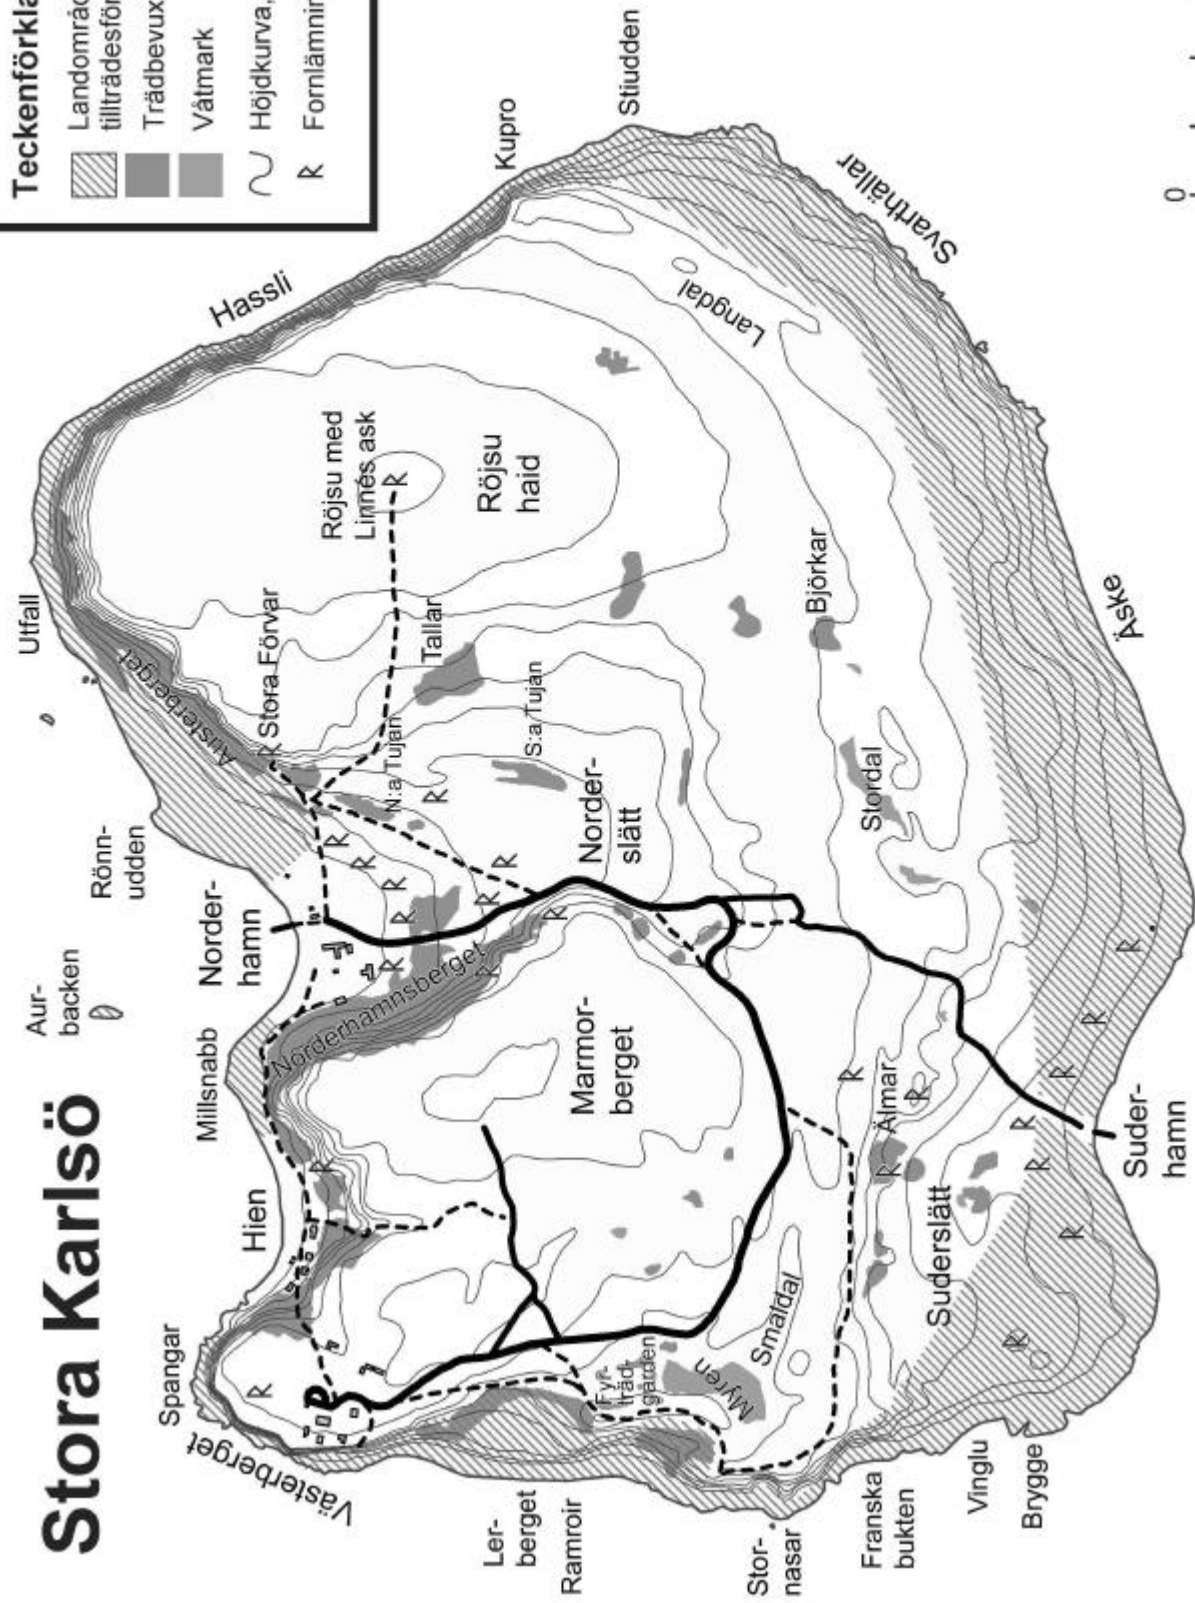 Stora Karlsö
Teckenförkla
Landområd
tillträdesför
Trädbevux
Våtmark
Höjdkurva,
R Fornlämnin
Aur-
backen
Utfall
Rönn-
udden
Spangar
Millsnabb
Norder-
hamn
Hassli
Västerberget
Hien
Austerberget
Stora Förvar
Röjsu med
Linnés ask
Norderhamnsberget
N:a Tujan
Tallar
Röjsu
haid
Kupro
Ler-
berget
Ramroir
S:a Tujan
Stiudden
Marmor-
berget
Norder-
slätt
Fyr-
träd-
gården
Langdal
Myren
Smaldal
Stor-
nasar
Björkar
Stordal
Svarthällar
Franska
bukten
Älmar
Suderslätt
Vinglu
Brygge
Äske
Suder-
hamn
0